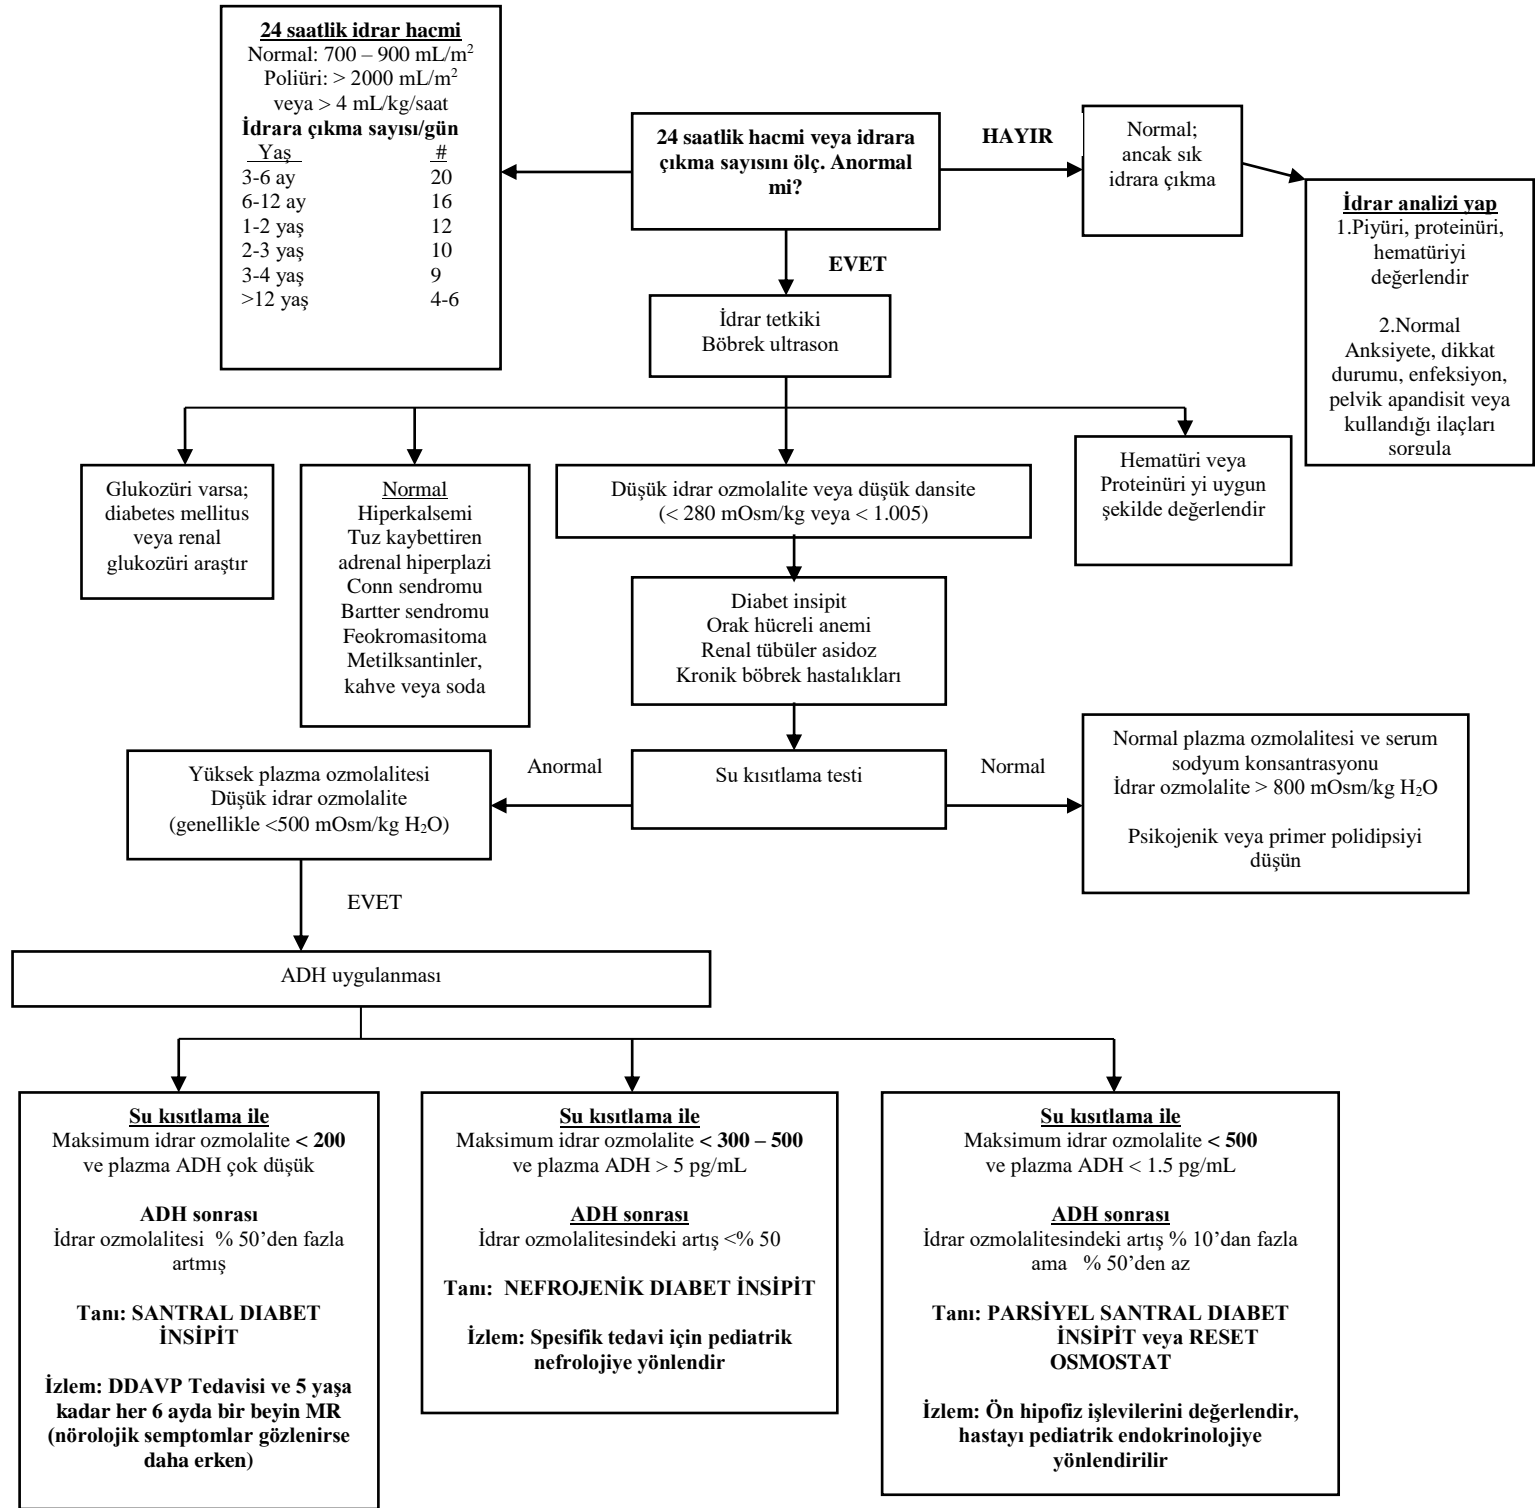 24 saatlik idrar hacmi
Normal: 700 – 900 mL/m²
Poliüri: > 2000 mL/m²
veya > 4 mL/kg/saat
İdrara çıkma sayısı/gün
Yaş #
3-6 ay 20
6-12 ay 16
1-2 yaş 12
2-3 yaş 10
3-4 yaş 9
>12 yaş 4-6
24 saatlik hacmi veya idrara
çıkma sayısını ölç. Anormal
mi?
HAYIR
Normal;
ancak sık
idrara çıkma
İdrar analizi yap
1.Piyüri, proteinüri,
hematüriyi
değerlendir
2.Normal
Anksiyete, dikkat
durumu, enfeksiyon,
pelvik apandisit veya
kullandığı ilaçları
sorgula
EVET
İdrar tetkiki
Böbrek ultrason
Glukozüri varsa;
diabetes mellitus
veya renal
glukozüri araştır
Normal
Hiperkalsemi
Tuz kaybettiren
adrenal hiperplazi
Conn sendromu
Bartter sendromu
Feokromasitoma
Metilksantinler,
kahve veya soda
Düşük idrar ozmolalite veya düşük dansite
(< 280 mOsm/kg veya < 1.005)
Hematüri veya
Proteinüri yi uygun
şekilde değerlendir
Diabet insipit
Orak hücreli anemi
Renal tübüler asidoz
Kronik böbrek hastalıkları
Su kısıtlama testi
Anormal
Normal
Yüksek plazma ozmolalitesi
Düşük idrar ozmolalite
(genellikle <500 mOsm/kg H₂O)
Normal plazma ozmolalitesi ve serum
sodyum konsantrasyonu
İdrar ozmolalite > 800 mOsm/kg H₂O
Psikojenik veya primer polidipsiyi
düşün
EVET
ADH uygulanması
Su kısıtlama ile
Maksimum idrar ozmolalite < 200
ve plazma ADH çok düşük
ADH sonrası
İdrar ozmolalitesi % 50’den fazla
artmış
Tanı: SANTRAL DIABET
İNSİPİT
İzlem: DDAVP Tedavisi ve 5 yaşa
kadar her 6 ayda bir beyin MR
(nörolojik semptomlar gözlenirse
daha erken)
Su kısıtlama ile
Maksimum idrar ozmolalite < 300 – 500
ve plazma ADH > 5 pg/mL
ADH sonrası
İdrar ozmolalitesindeki artış <% 50
Tanı: NEFROJENİK DIABET İNSİPİT
İzlem: Spesifik tedavi için pediatrik
nefrolojiye yönlendir
Su kısıtlama ile
Maksimum idrar ozmolalite < 500
ve plazma ADH < 1.5 pg/mL
ADH sonrası
İdrar ozmolalitesindeki artış % 10’dan fazla
ama % 50’den az
Tanı: PARSİYEL SANTRAL DIABET
İNSİPİT veya RESET
OSMOSTAT
İzlem: Ön hipofiz işlevilerini değerlendir,
hastayı pediatrik endokrinolojiye
yönlendirilir